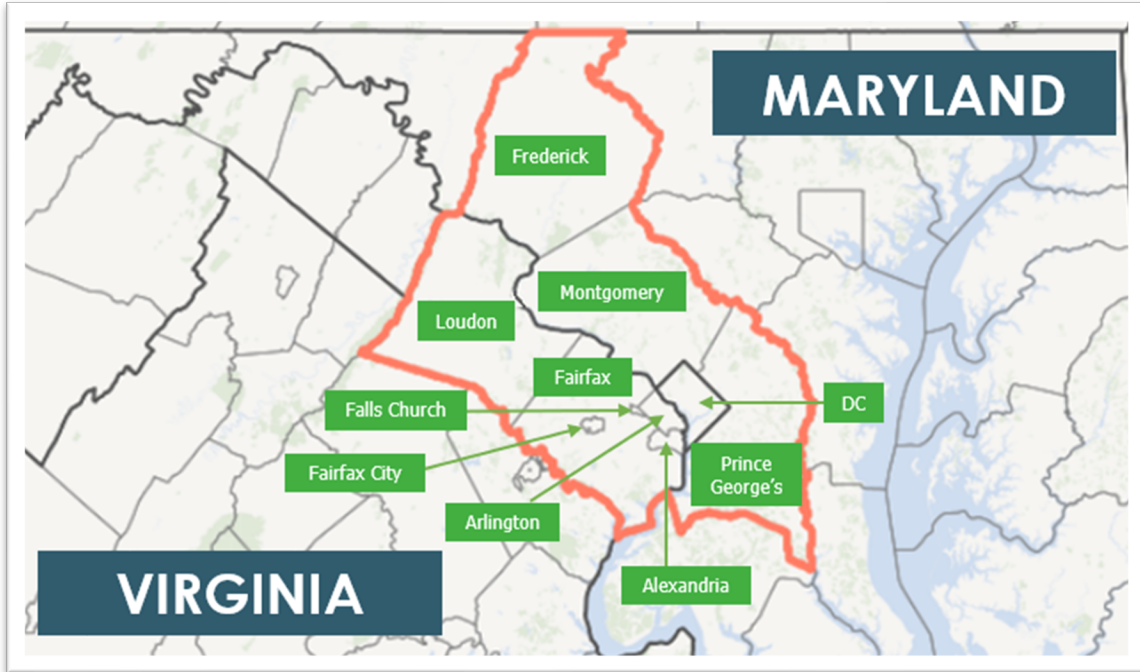 MARYLAND
Frederick
Montgomery
Loudon
Fairfax
Falls Church
DC
Fairfax City
Prince
George's
Arlington
Alexandria
VIRGINIA